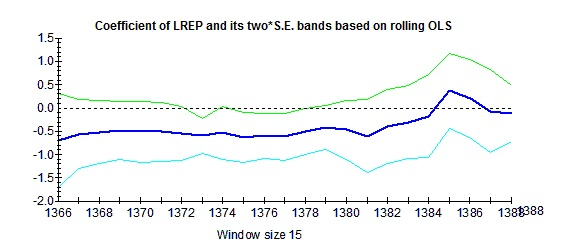 Coefficient of LREP and its two*S.E. bands based on rolling OLS
1.5
1.0
0.5
0.0
-0.5
-1.0
-1.5
-2.0
1366 1368 1370 1372 1374 1376 1378 1380 1382 1384 1386 1388 1388
Window size 15